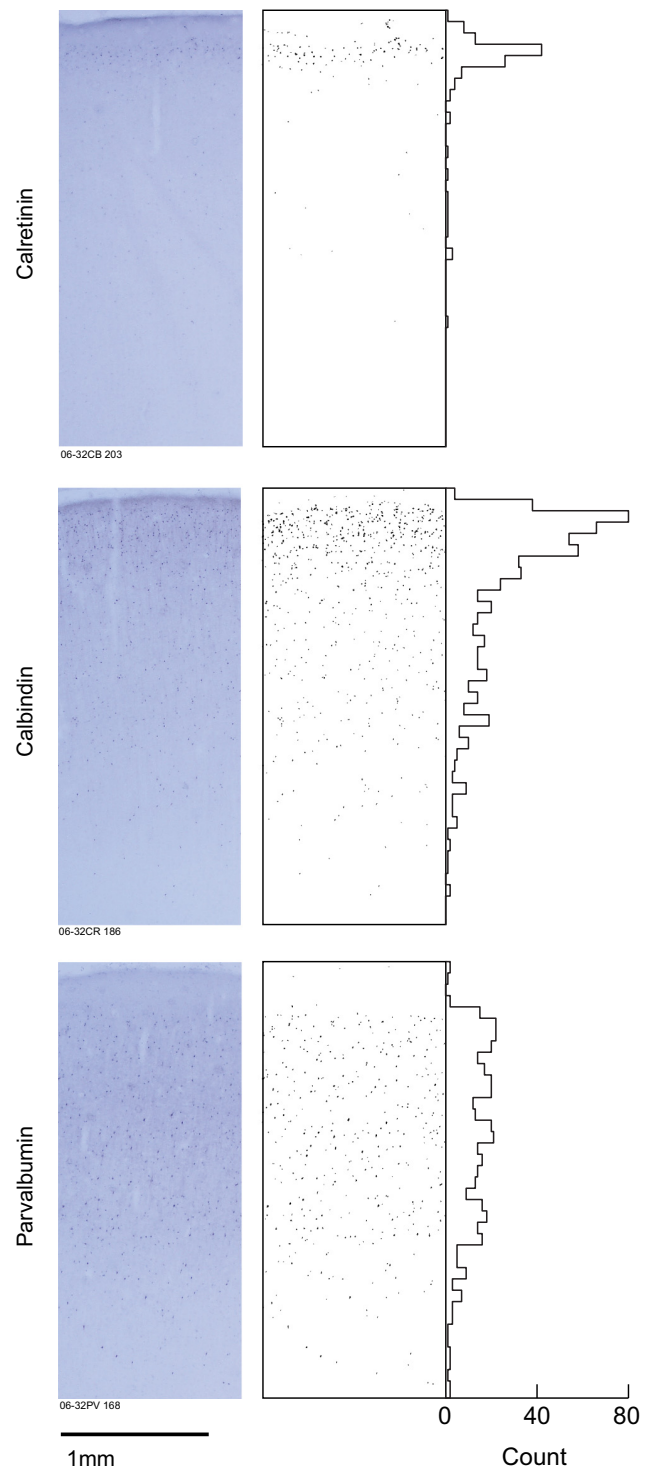 Calretinin
06-32CB 203
Calbindin
06-32CR 186
Parvalbumin
06-32PV 168
0 40 80
1mm
Count